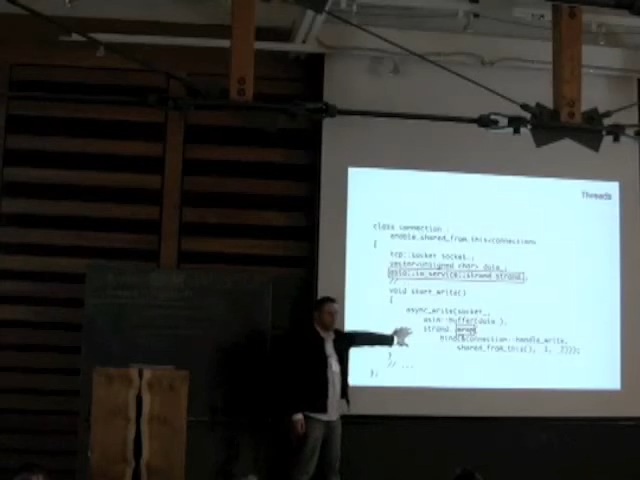 Threads
class connection :
enable_shared_from_this<connection>
{
tcp::socket socket_;
vector<unsigned char> data_;
asio::io_service::strand strand_;
// ...
void start_write()
{
async_write(socket_,
asio::buffer(data_),
strand_.wrap(
bind(&connection::handle_write,
shared_from_this(), _1, _2)));
}
// ...
};